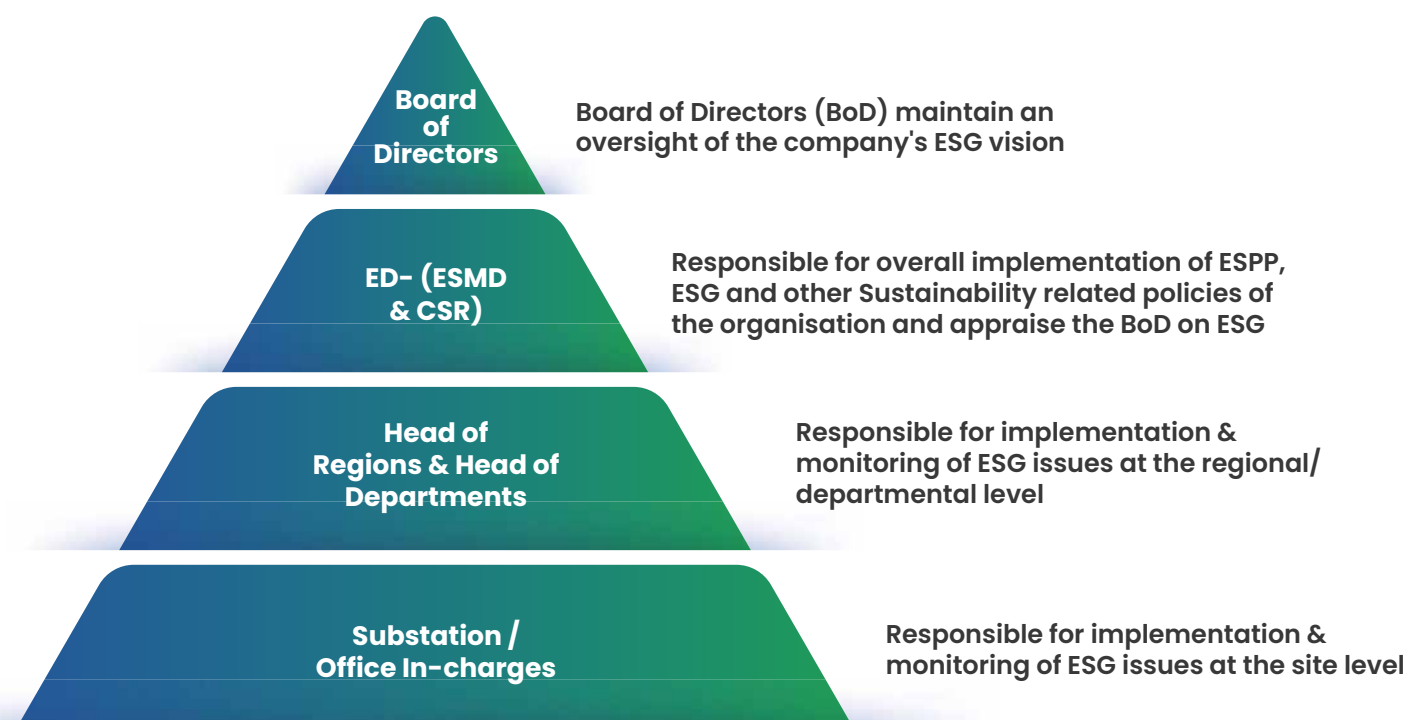 Board
of
Directors
Board of Directors (BoD) maintain an
oversight of the company's ESG vision
ED- (ESMD
& CSR)
Responsible for overall implementation of ESPP,
ESG and other Sustainability related policies of
the organisation and appraise the BoD on ESG
Head of
Regions & Head of
Departments
Responsible for implementation &
monitoring of ESG issues at the regional/
departmental level
Substation /
Office In-charges
Responsible for implementation &
monitoring of ESG issues at the site level